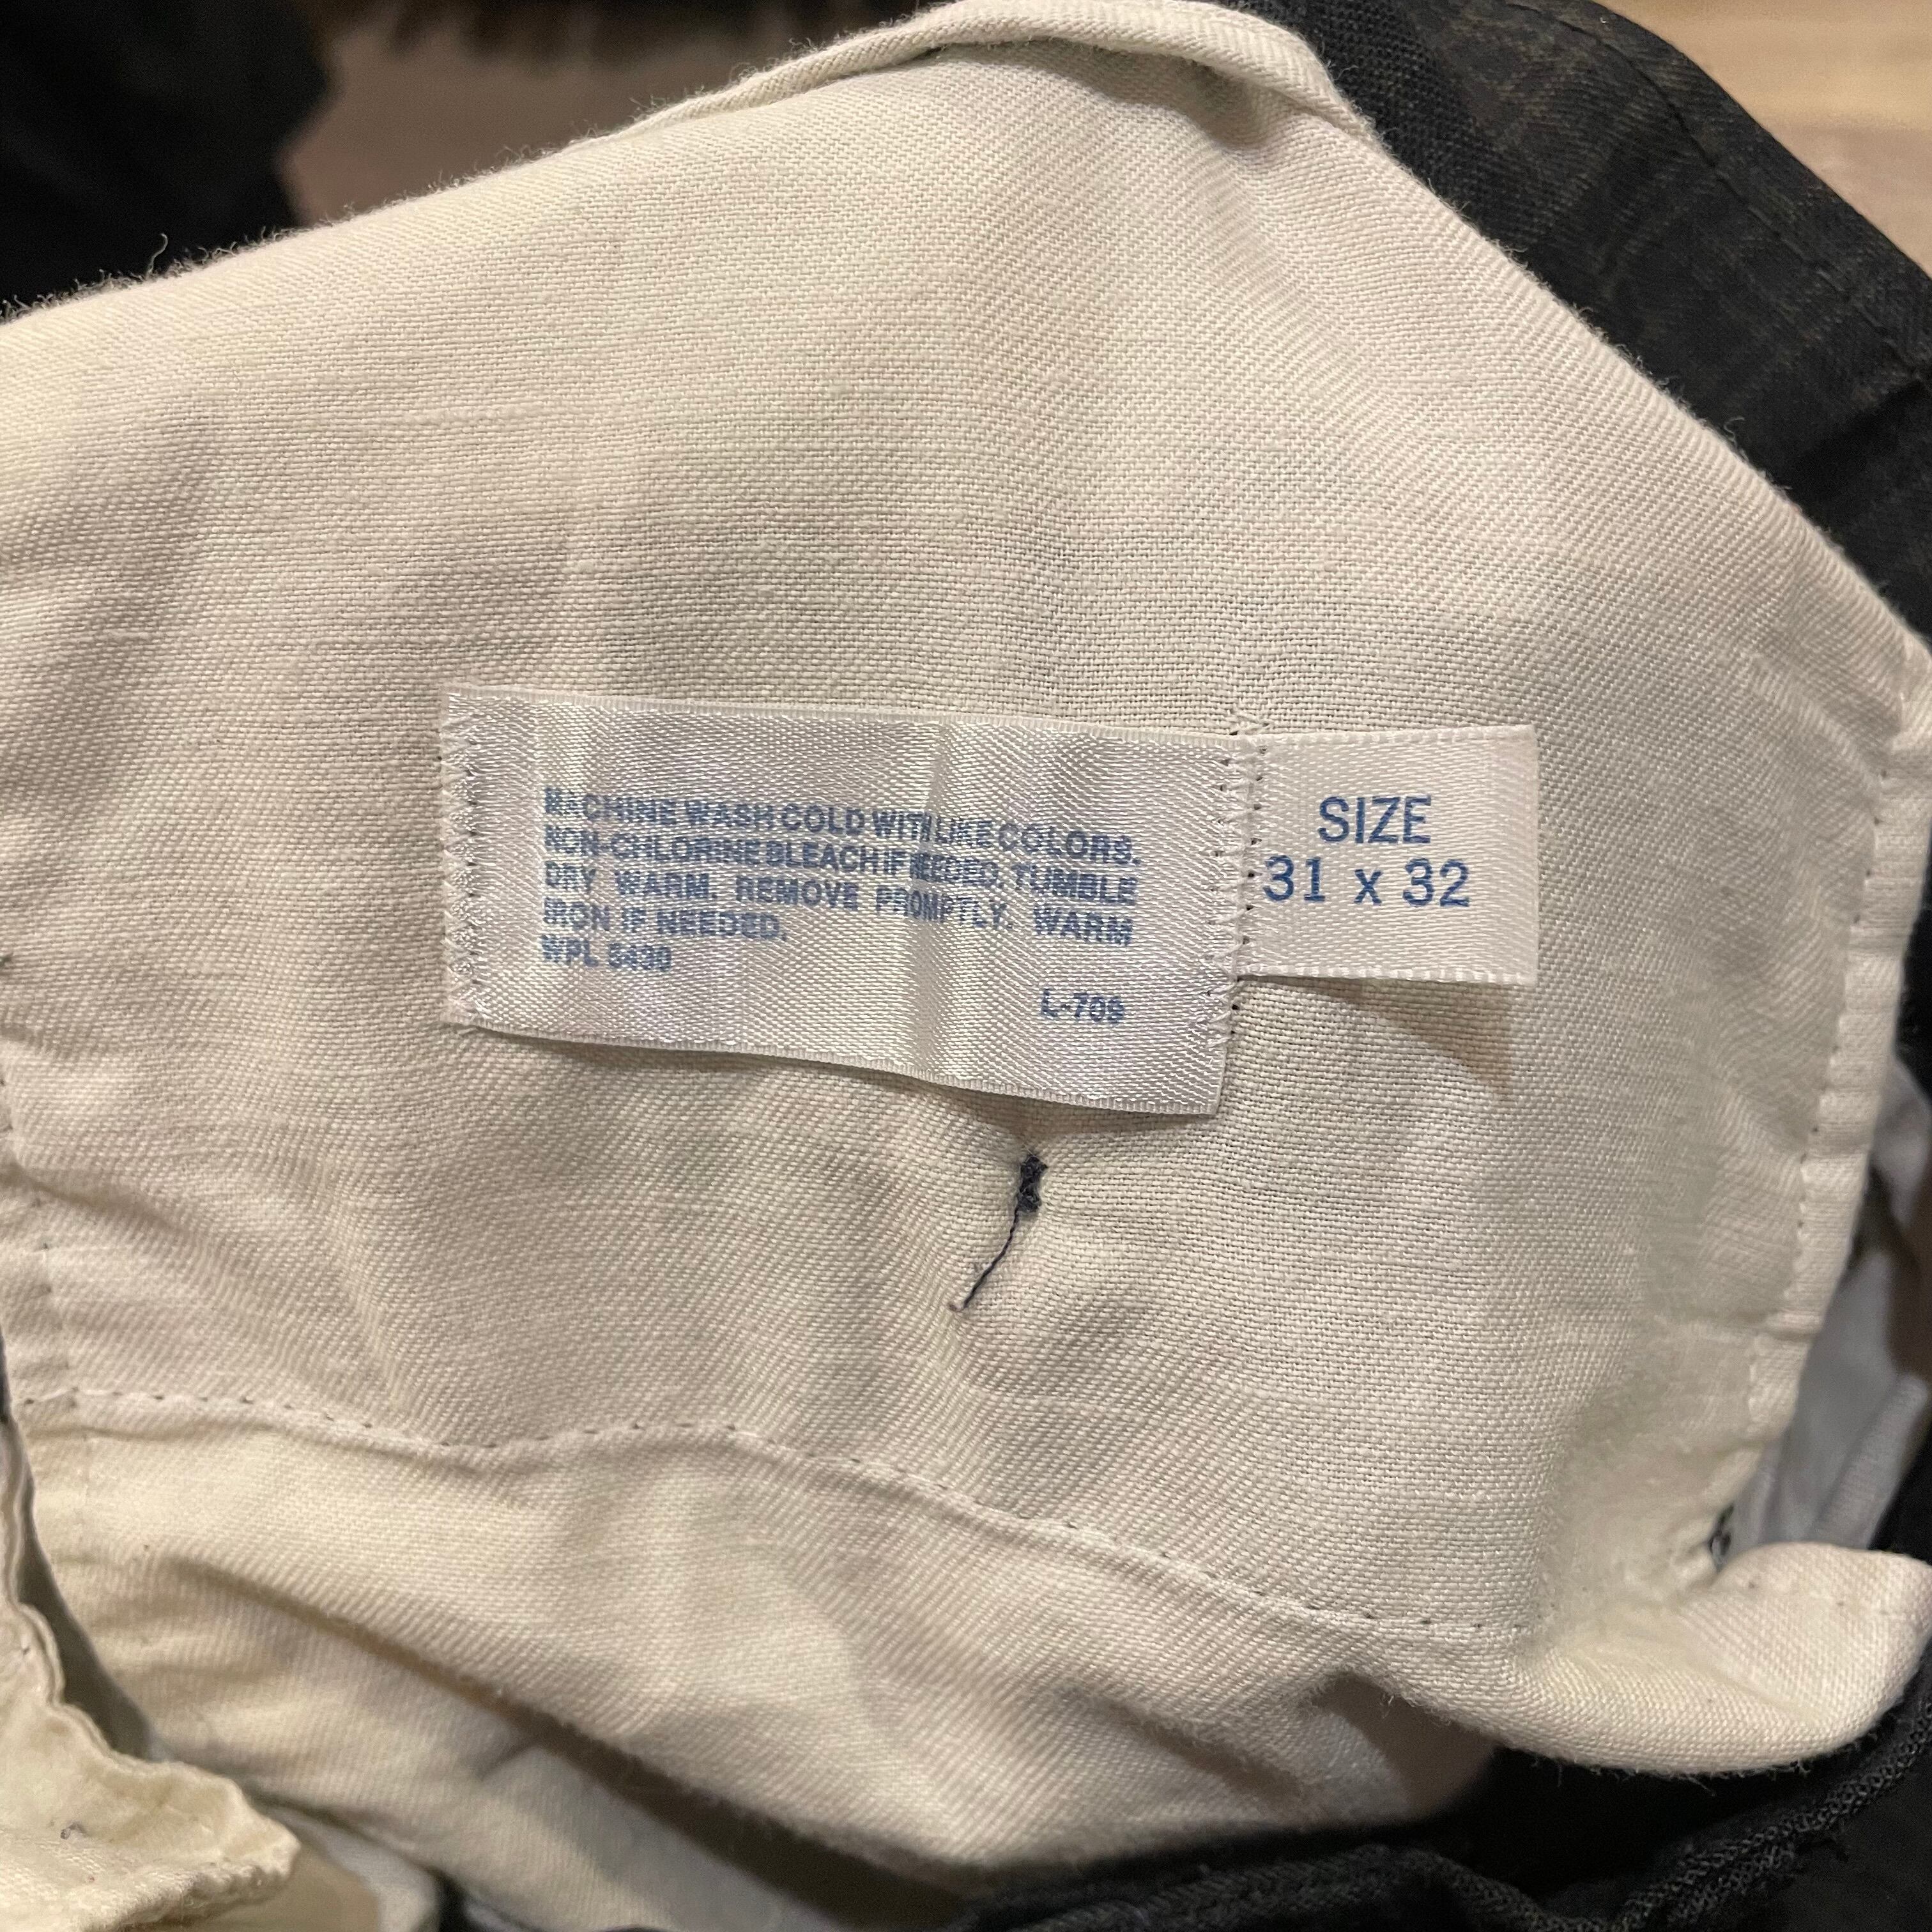 MACHINE WASH COLD WITH LIKE COLORS.
NON-CHLORINE BLEACH IF NEEDED. TUMBLE
DRY WARM. REMOVE PROMPTLY. WARM
IRON IF NEEDED.
WPL 5430
L-709
SIZE
31 x 32